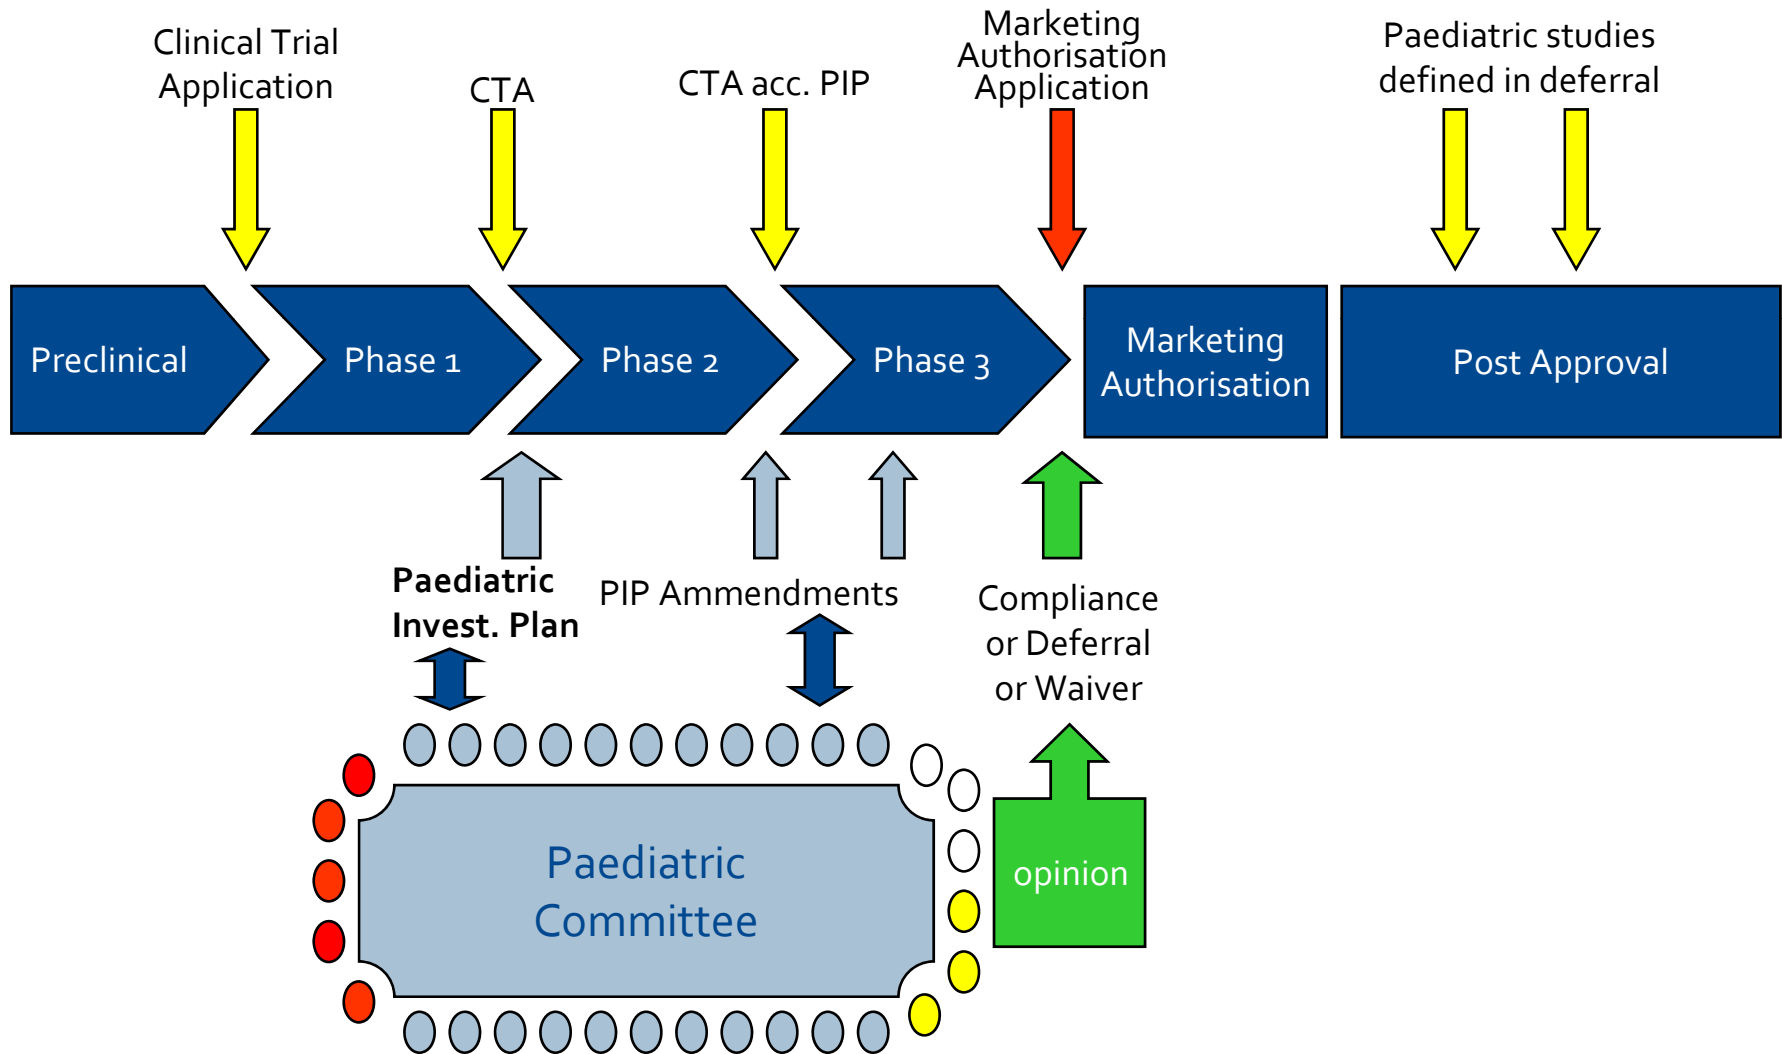 Clinical Trial
Application
CTA
CTA acc. PIP
Marketing
Authorisation
Application
Paediatric studies
defined in deferral
Preclinical
Phase 1
Phase 2
Phase 3
Marketing
Authorisation
Post Approval
Paediatric
Invest. Plan
PIP Ammendments
Compliance
or Deferral
or Waiver
Paediatric
Committee
opinion